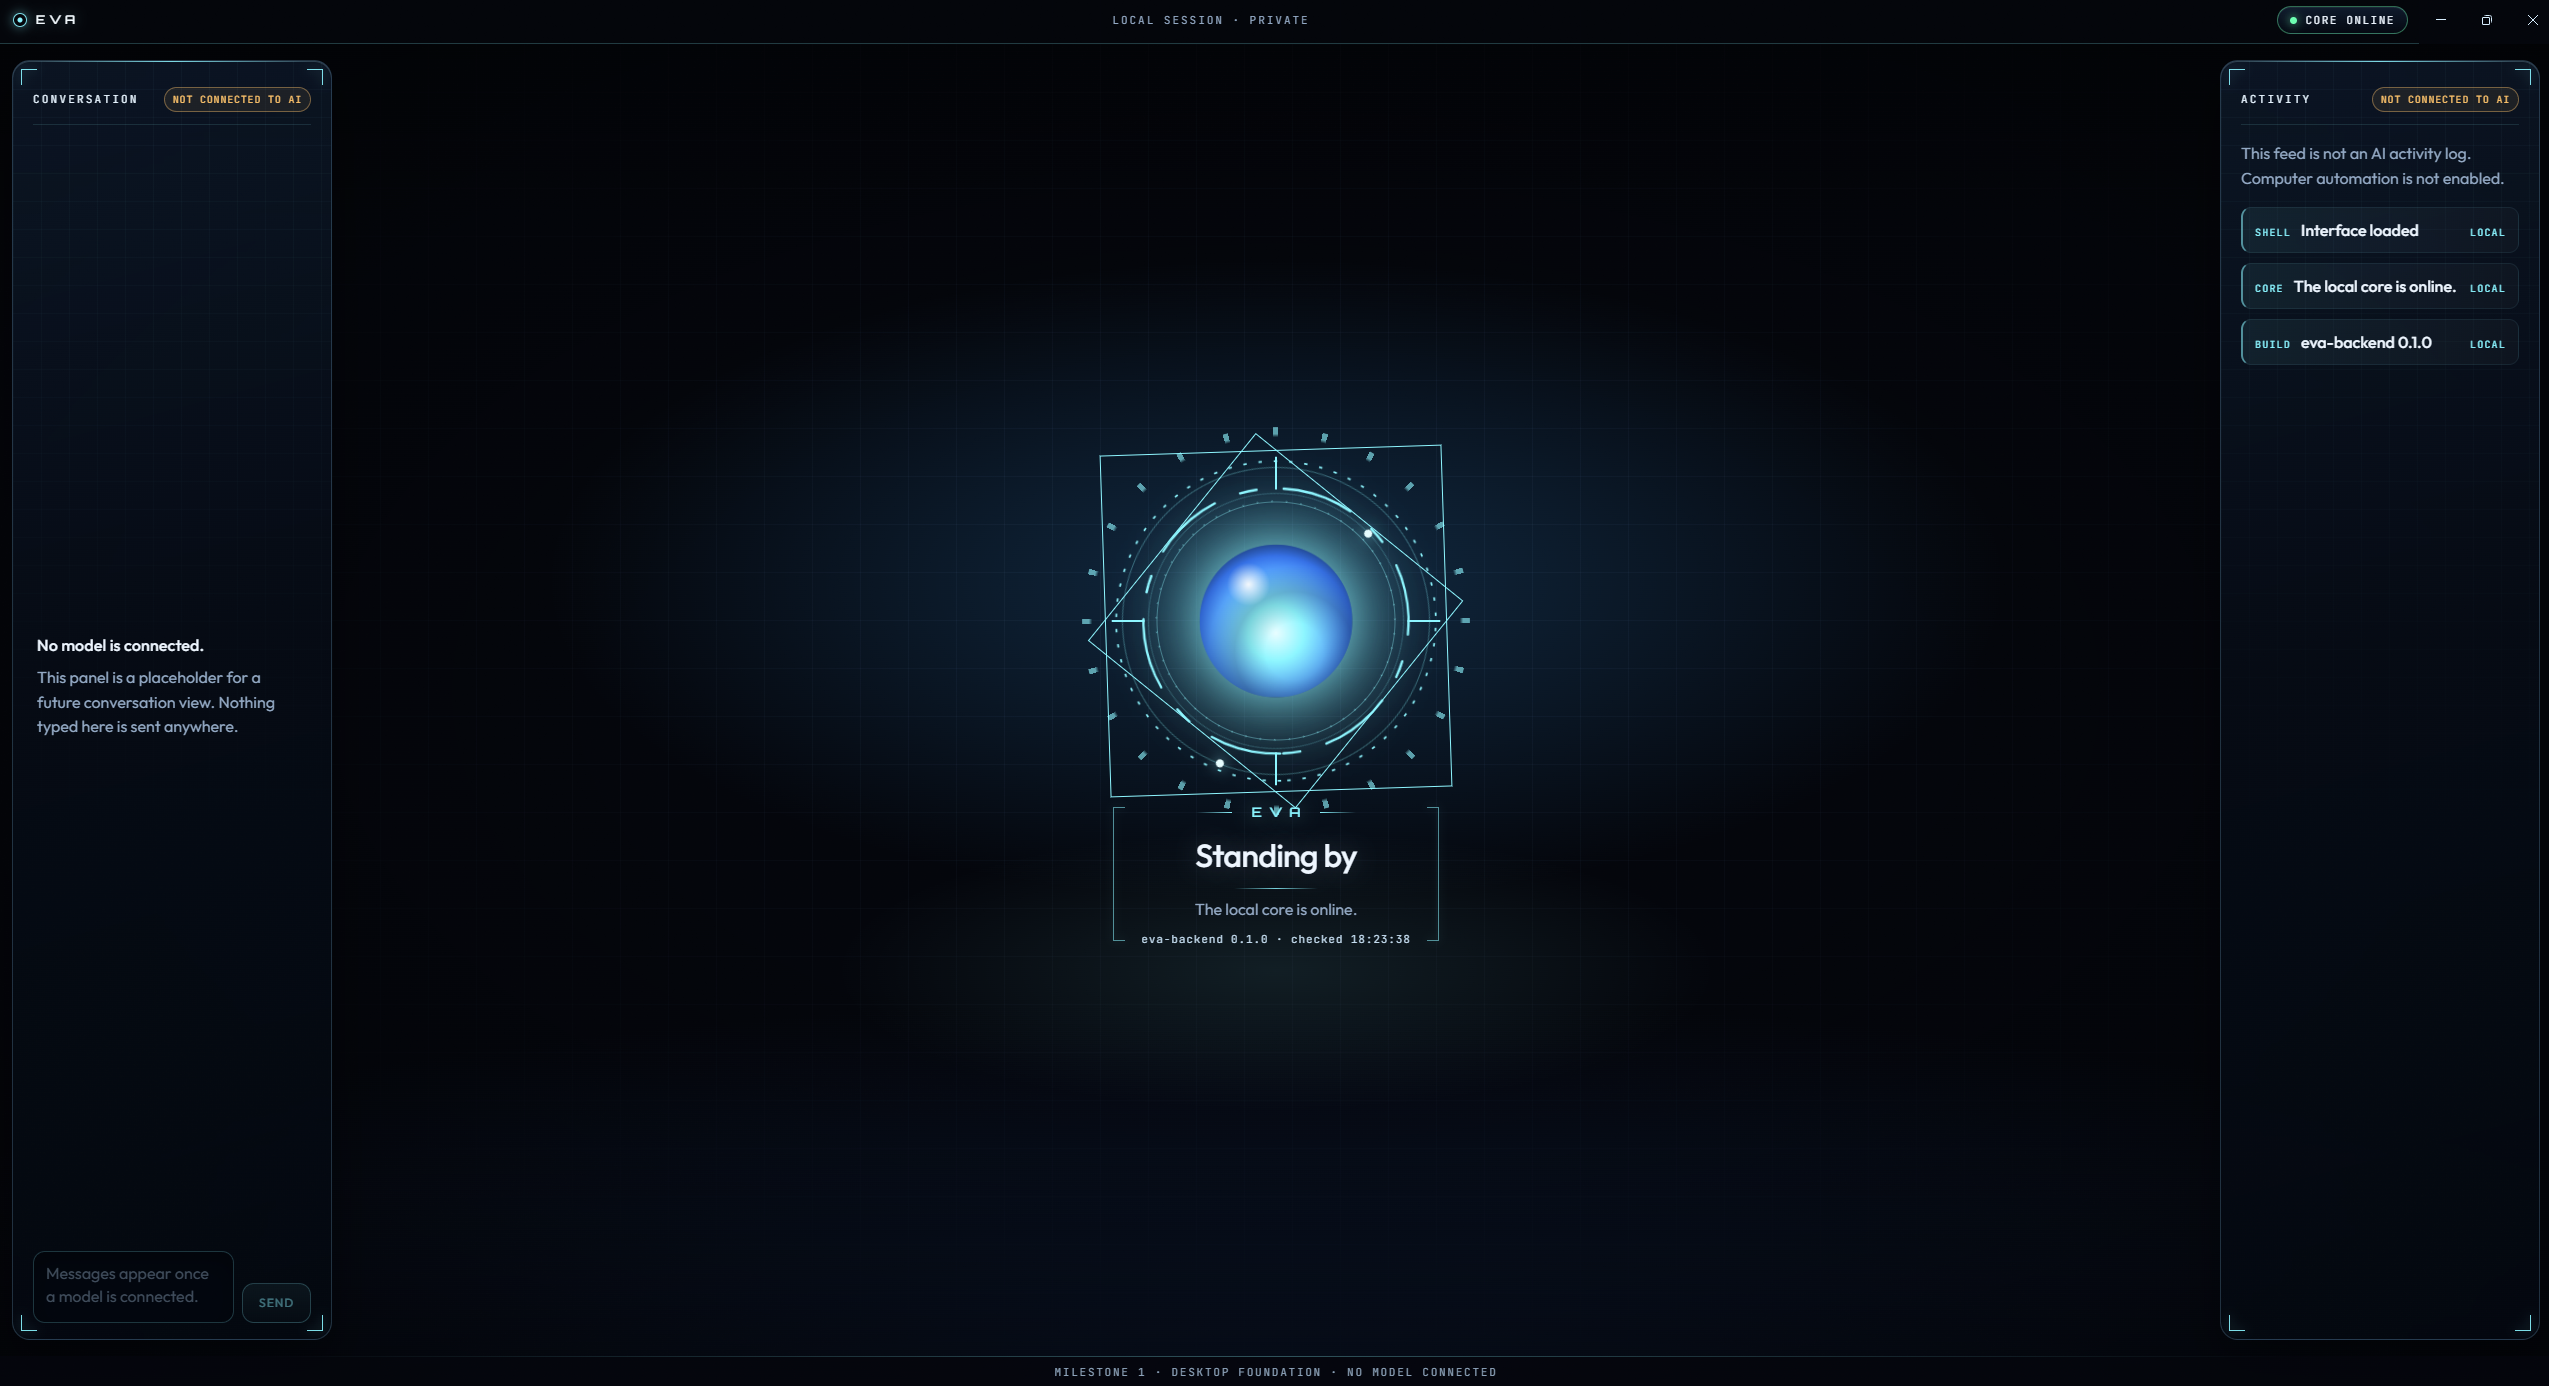 EVA
LOCAL SESSION · PRIVATE
CORE ONLINE
CONVERSATION
NOT CONNECTED TO AI
No model is connected.
This panel is a placeholder for a
future conversation view. Nothing
typed here is sent anywhere.
Messages appear once
a model is connected.
SEND
EVA
Standing by
The local core is online.
eva-backend 0.1.0 · checked 18:23:38
ACTIVITY
NOT CONNECTED TO AI
This feed is not an AI activity log.
Computer automation is not enabled.
SHELL Interface loaded LOCAL
CORE The local core is online. LOCAL
BUILD eva-backend 0.1.0 LOCAL
MILESTONE 1 · DESKTOP FOUNDATION · NO MODEL CONNECTED